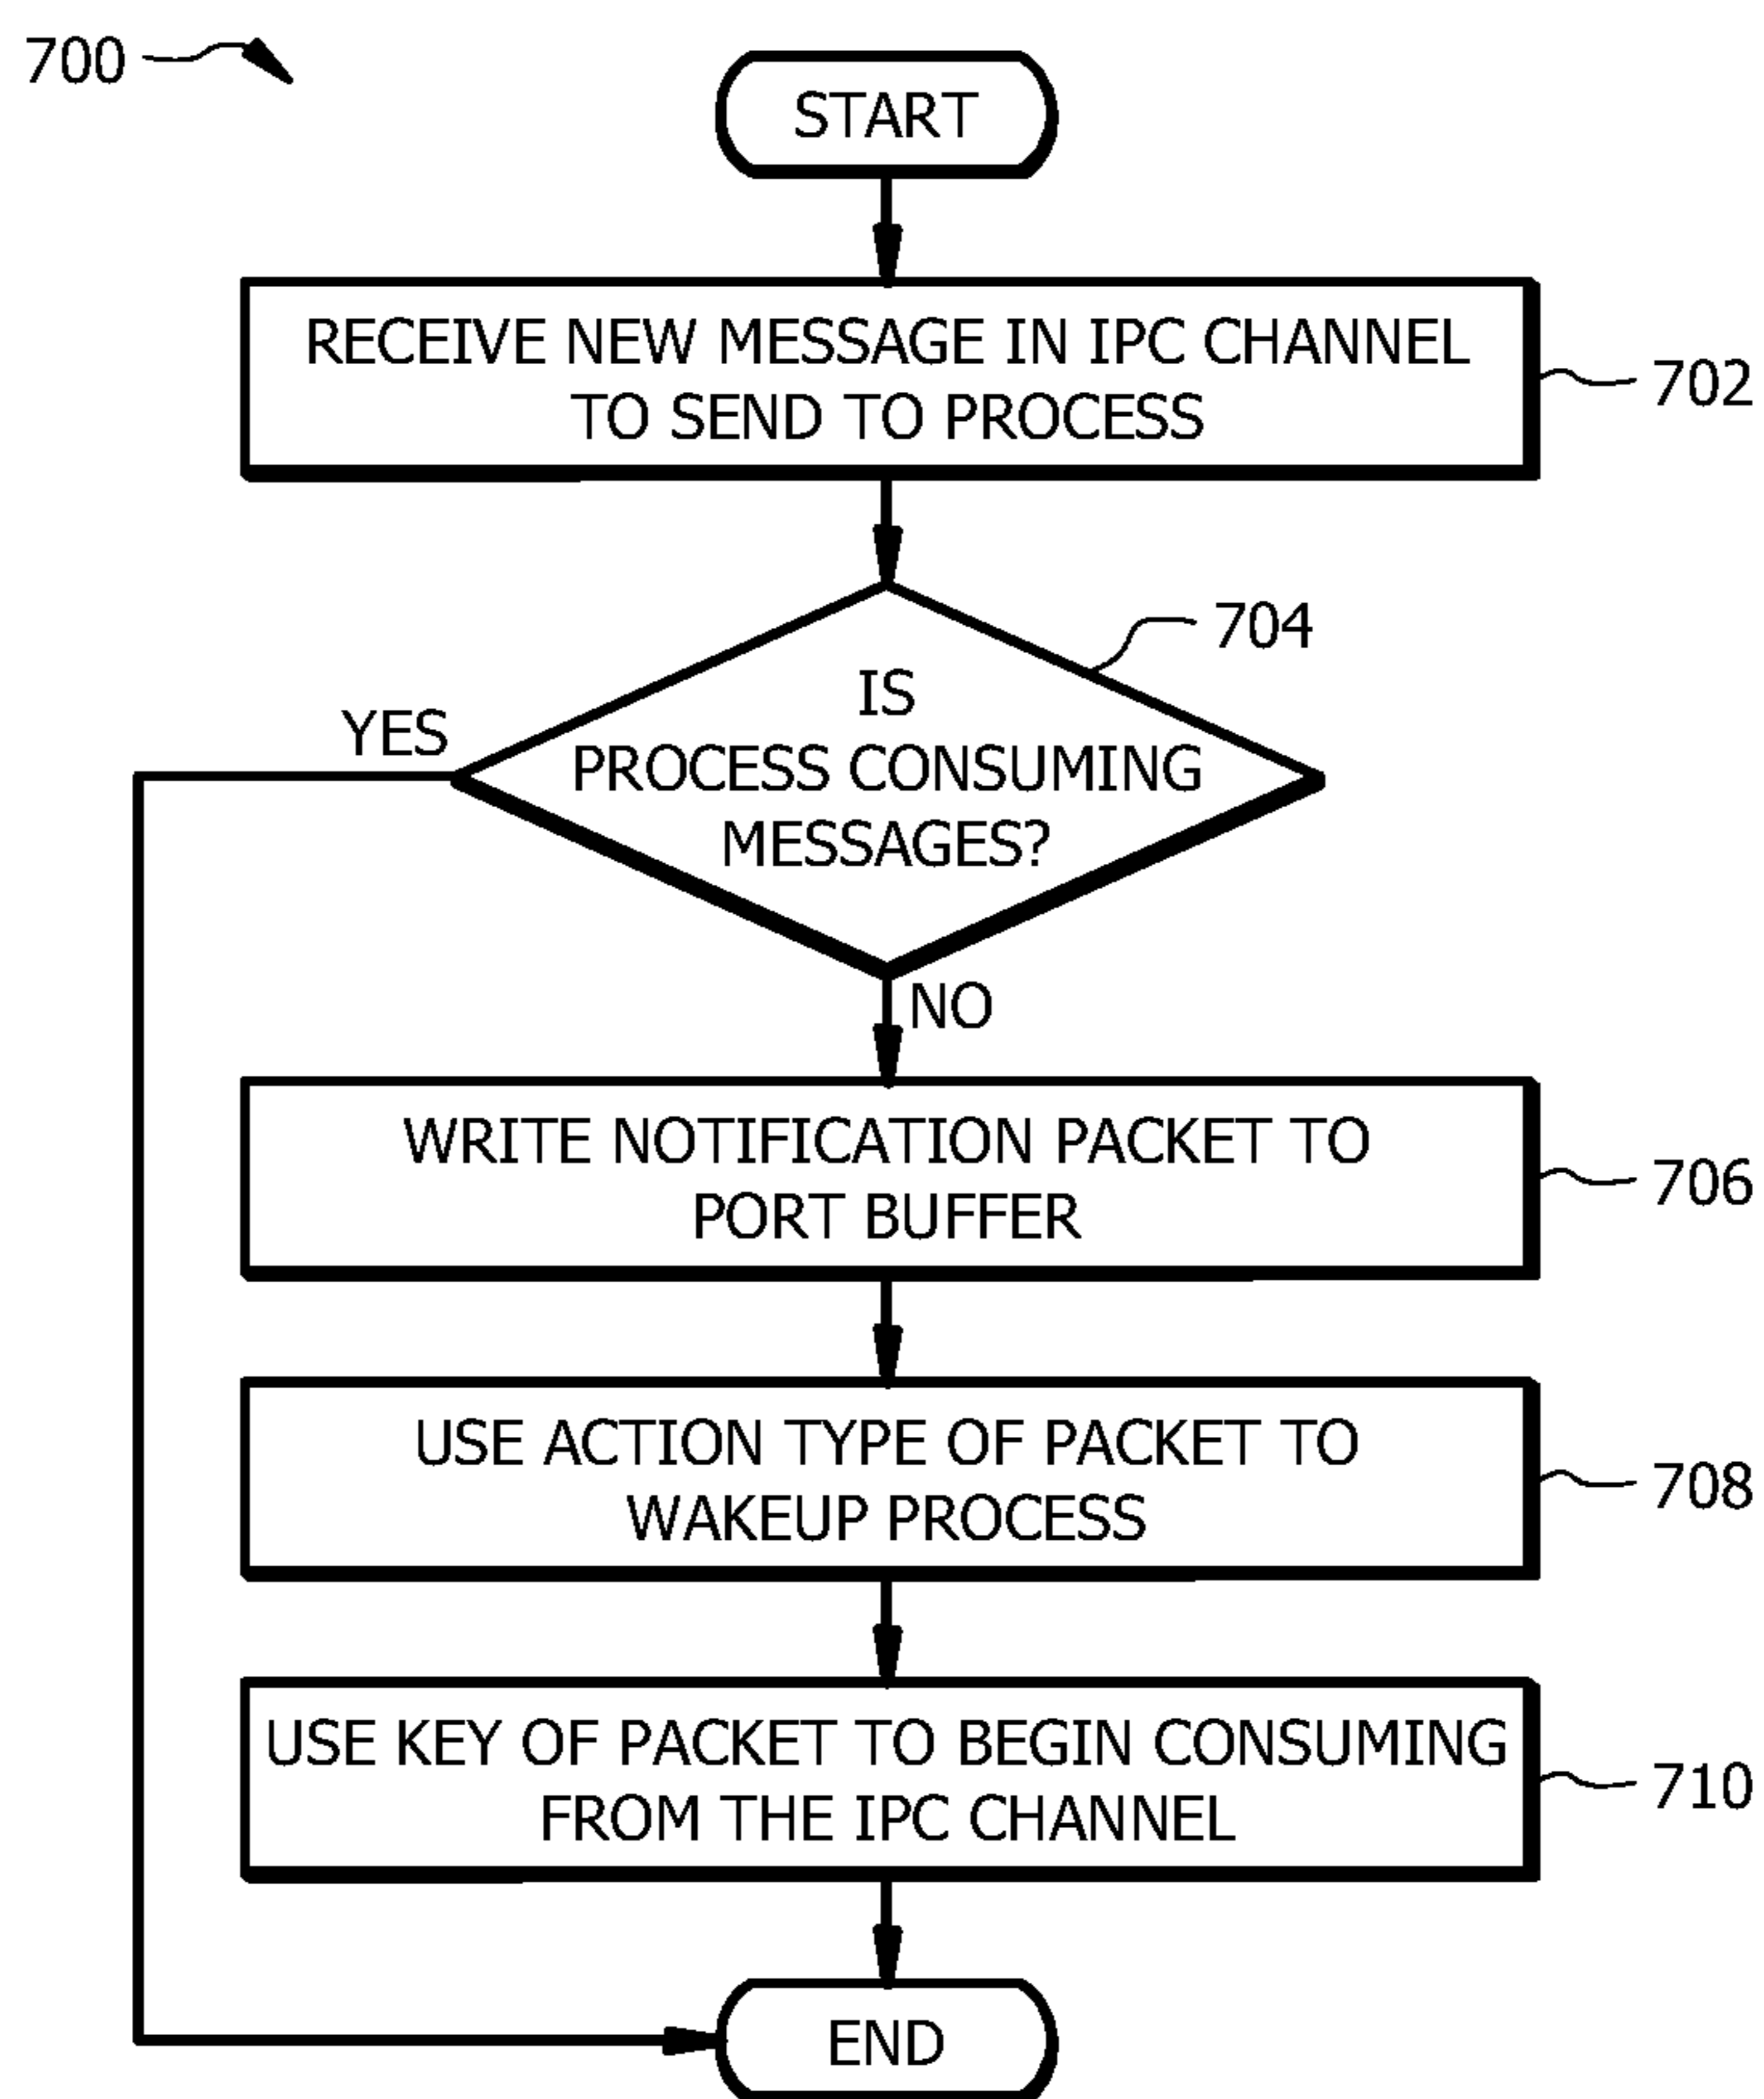 700
START
RECEIVE NEW MESSAGE IN IPC CHANNEL
TO SEND TO PROCESS
702
704
IS
PROCESS CONSUMING
MESSAGES?
YES
NO
WRITE NOTIFICATION PACKET TO
PORT BUFFER
706
USE ACTION TYPE OF PACKET TO
WAKEUP PROCESS
708
USE KEY OF PACKET TO BEGIN CONSUMING
FROM THE IPC CHANNEL
710
END